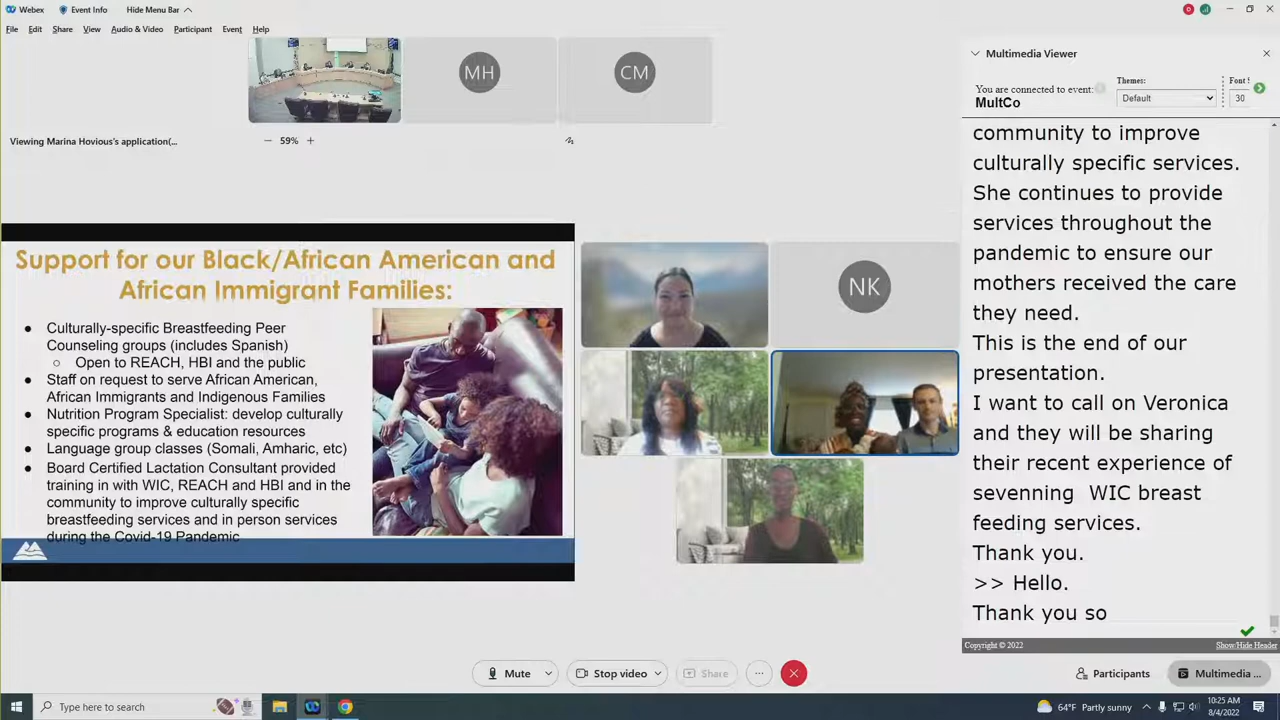 Webex
Event Info
Hide Menu Bar
File Edit Share View Audio & Video Participant Event Help
MH
CM
Viewing Marina Hovious's application(...
59%
Support for our Black/African American and
African Immigrant Families:
● Culturally-specific Breastfeeding Peer
Counseling groups (includes Spanish)
○ Open to REACH, HBI and the public
● Staff on request to serve African American,
African Immigrants and Indigenous Families
● Nutrition Program Specialist: develop culturally
specific programs & education resources
● Language group classes (Somali, Amharic, etc)
● Board Certified Lactation Consultant provided
training in with WIC, REACH and HBI and in the
community to improve culturally specific
breastfeeding services and in person services
during the Covid-19 Pandemic
NK
Multimedia Viewer
You are connected to event:
MultCo
Themes:
Default
Font S
30
community to improve
culturally specific services.
She continues to provide
services throughout the
pandemic to ensure our
mothers received the care
they need.
This is the end of our
presentation.
I want to call on Veronica
and they will be sharing
their recent experience of
sevenning WIC breast
feeding services.
Thank you.
>> Hello.
Thank you so
Copyright © 2022
Show/Hide Header
Mute
Stop video
Share
Participants
Multimedia ...
Type here to search
64°F Partly sunny
10:25 AM
8/4/2022